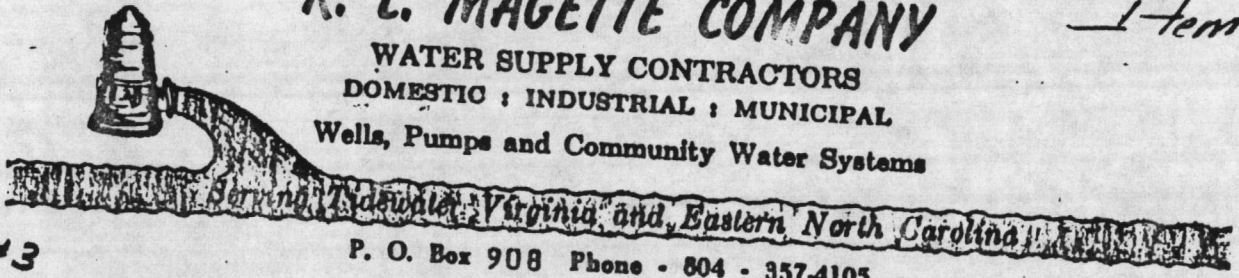 R. L. MAGETTE COMPANY
Item
WATER SUPPLY CONTRACTORS
DOMESTIC : INDUSTRIAL : MUNICIPAL
Wells, Pumps and Community Water Systems
Serving Tidewater Virginia and Eastern North Carolina
#3
P. O. Box 908 Phone - 804 - 357-4105